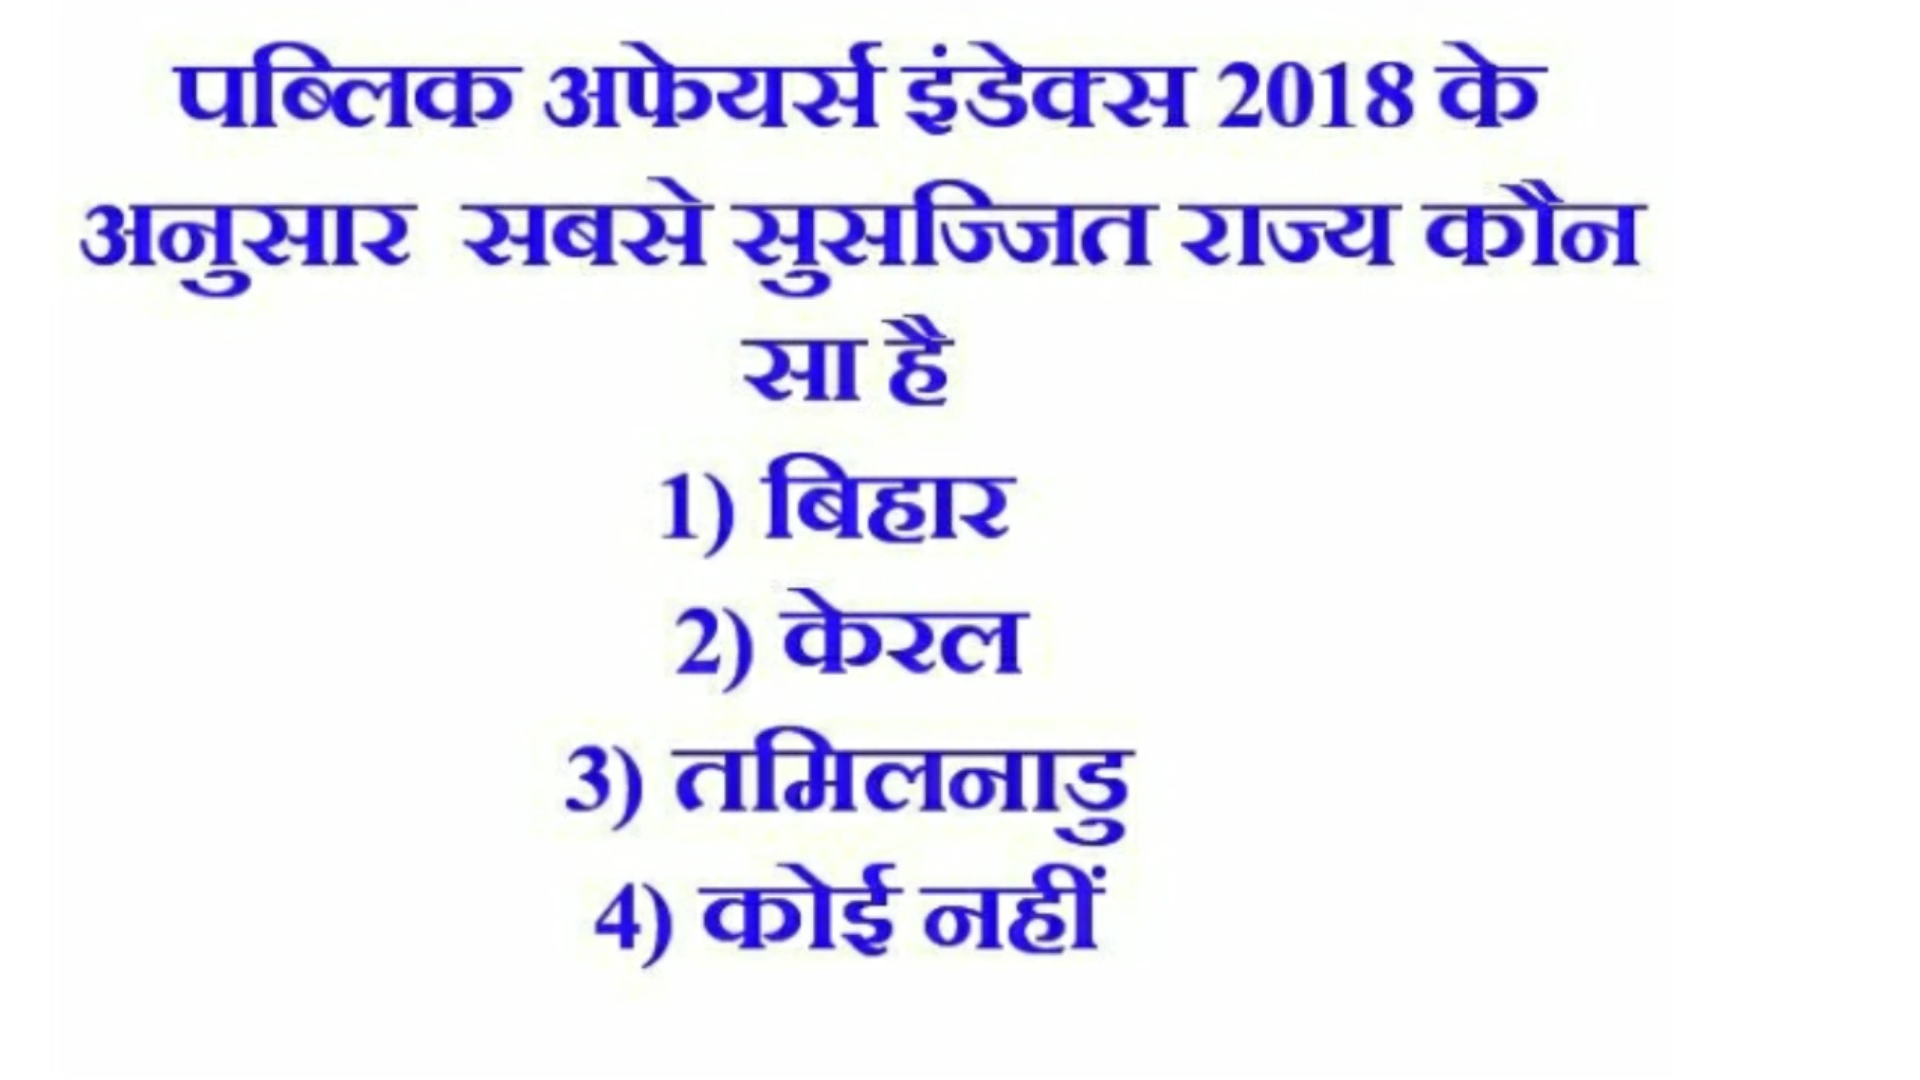 पब्लिक अफेयर्स इंडेक्स 2018 के
अनुसार सबसे सुसज्जित राज्य कौन
सा है
1) बिहार
2) केरल
3) तमिलनाडु
4) कोई नहीं